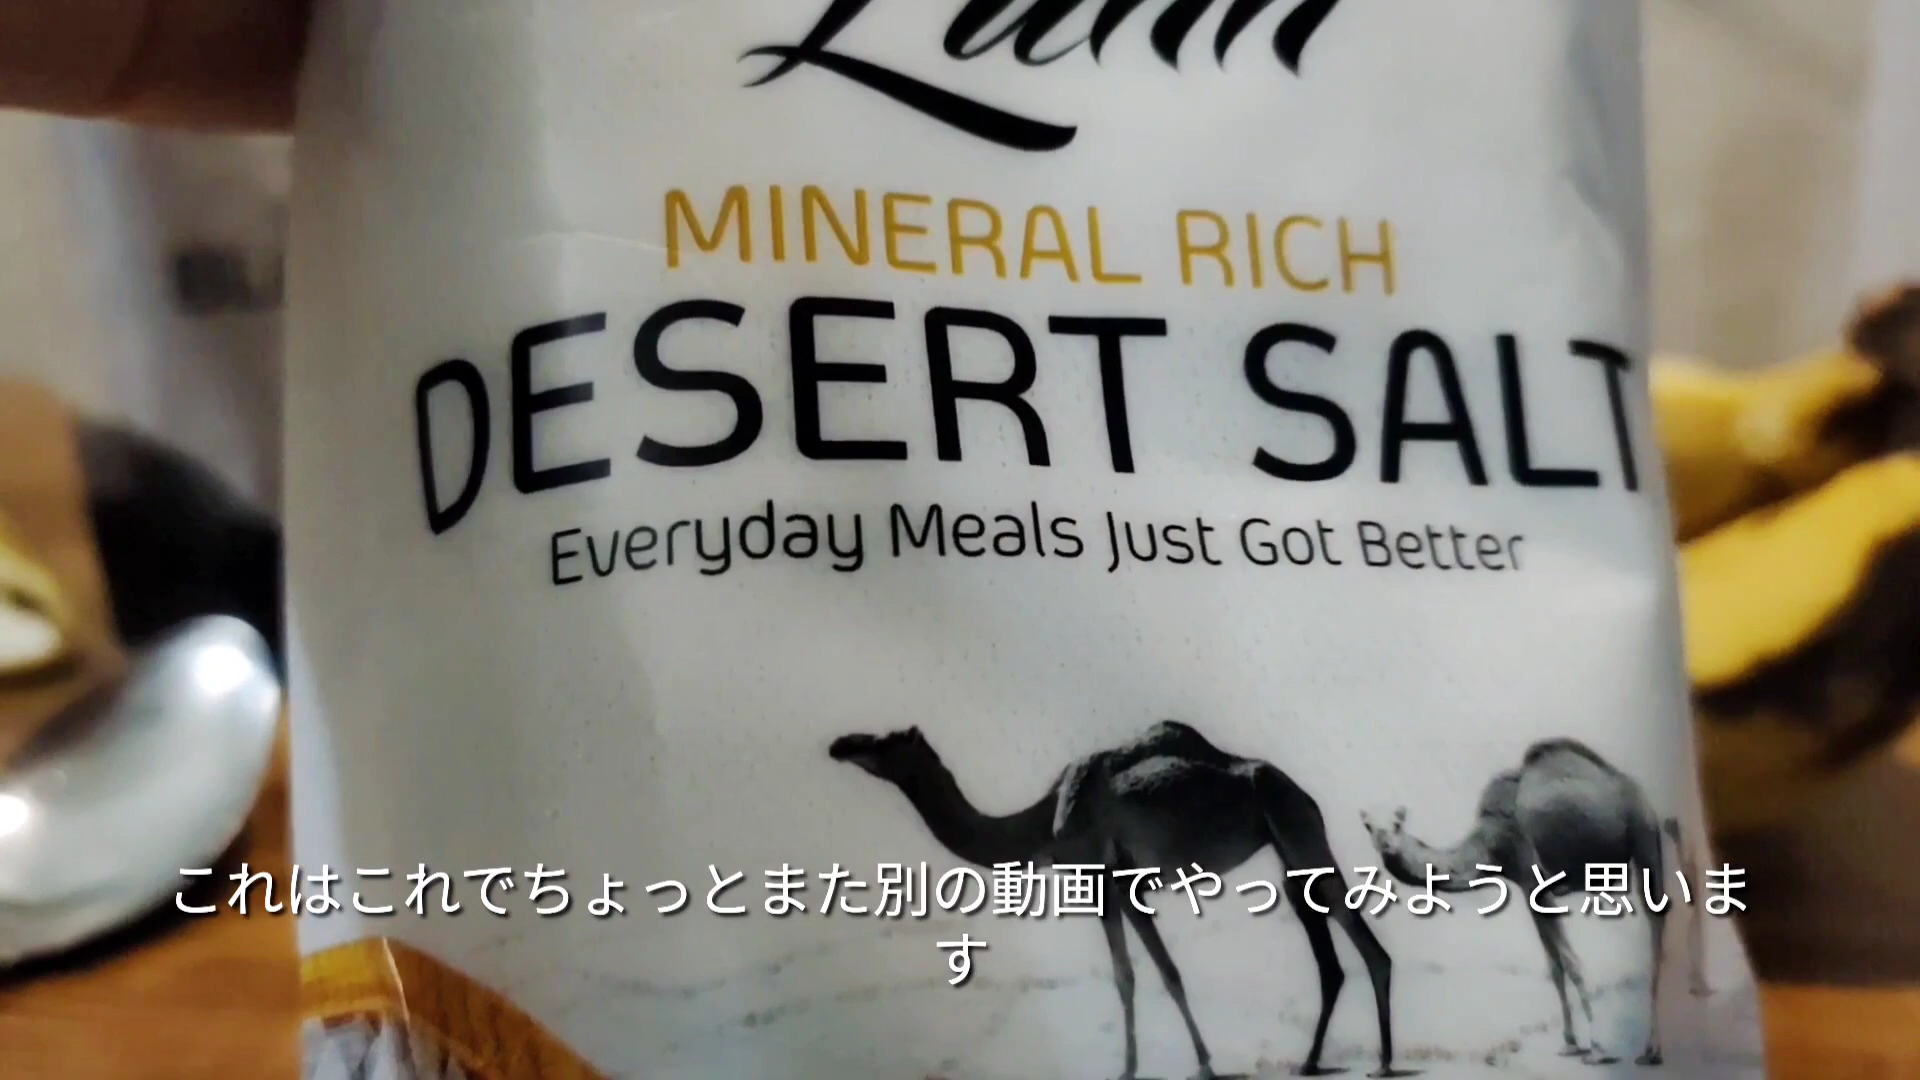 MINERAL RICH
DESERT SALT
Everyday Meals Just Got Better
これはこれでちょっとまた別の動画でやってみようと思いま
す